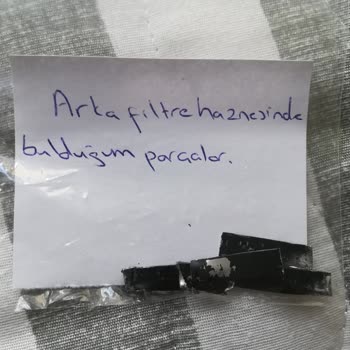 Arka filtre haznesinde
bulduğum parçalar.